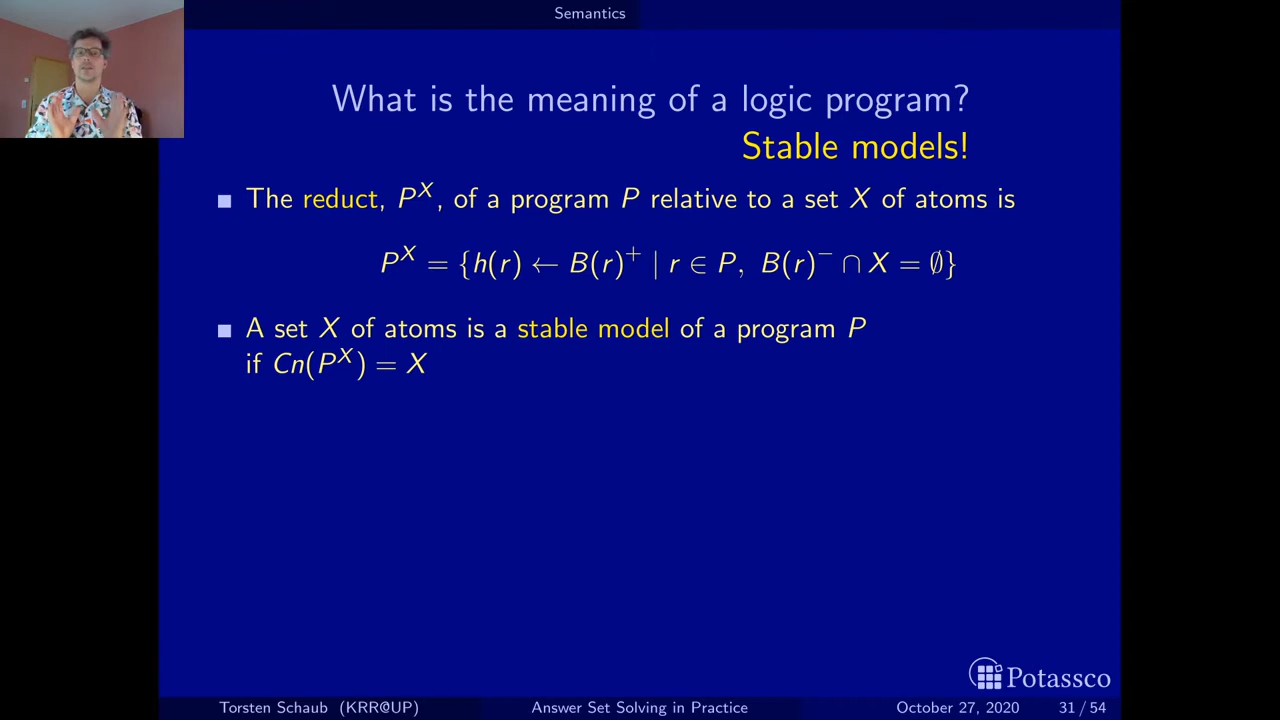 Semantics
What is the meaning of a logic program?
Stable models!
The reduct, P^X, of a program P relative to a set X of atoms is
P^X = {h(r) ← B(r)^+ | r ∈ P, B(r)^− ∩ X = ∅}
A set X of atoms is a stable model of a program P
if Cn(P^X) = X
Potassco
Torsten Schaub (KRR@UP) Answer Set Solving in Practice October 27, 2020 31 / 54